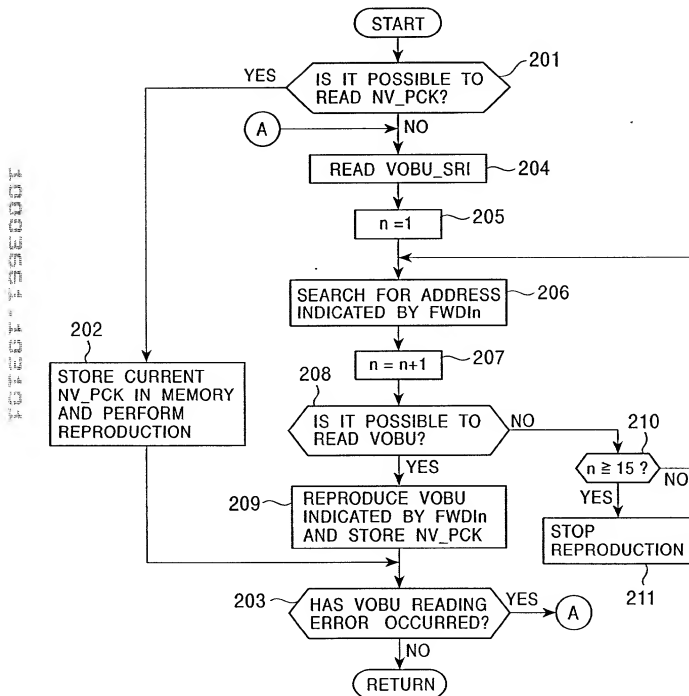 START
YES
IS IT POSSIBLE TO
READ NV_PCK?
201
A
NO
READ VOBU_SRI
204
n =1
205
SEARCH FOR ADDRESS
INDICATED BY FWDIn
206
n = n+1
207
202
STORE CURRENT
NV_PCK IN MEMORY
AND PERFORM
REPRODUCTION
208
IS IT POSSIBLE TO
READ VOBU?
NO
210
n ≧ 15 ?
NO
YES
YES
209
REPRODUCE VOBU
INDICATED BY FWDIn
AND STORE NV_PCK
STOP
REPRODUCTION
211
203
HAS VOBU READING
ERROR OCCURRED?
YES
A
NO
RETURN